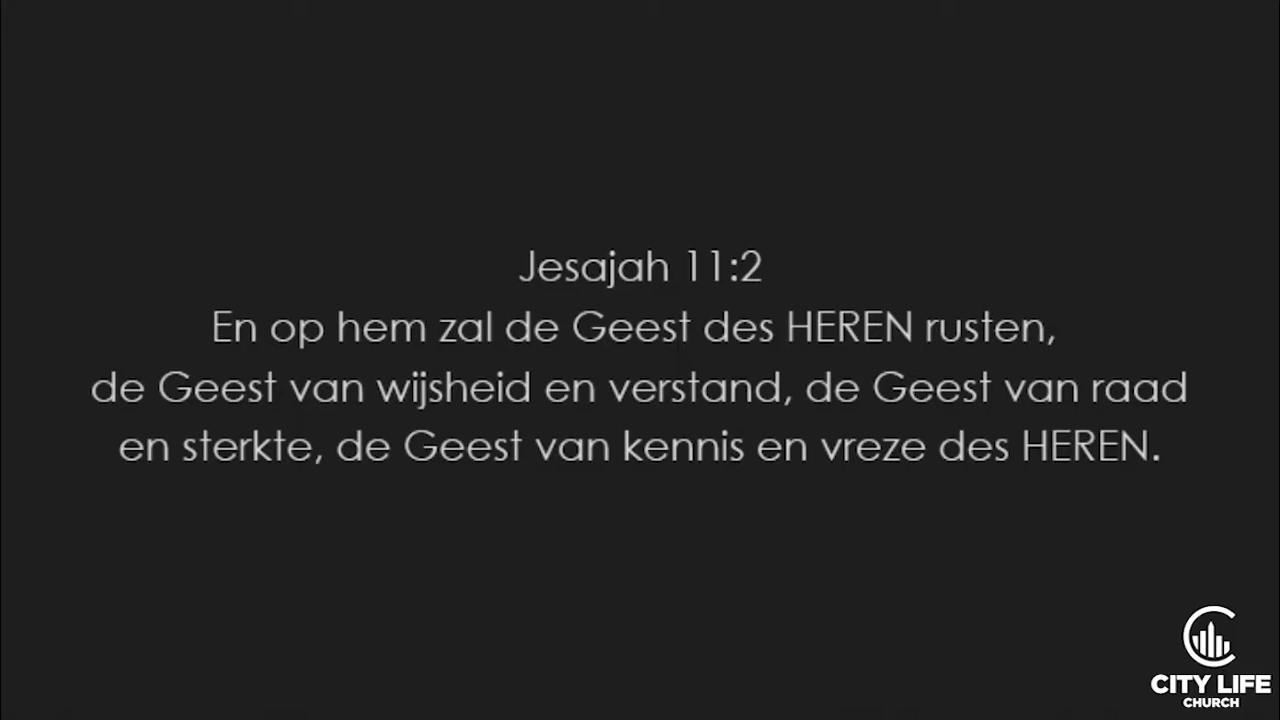 Jesajah 11:2
En op hem zal de Geest des HEREN rusten,
de Geest van wijsheid en verstand, de Geest van raad
en sterkte, de Geest van kennis en vreze des HEREN.
CITY LIFE
CHURCH